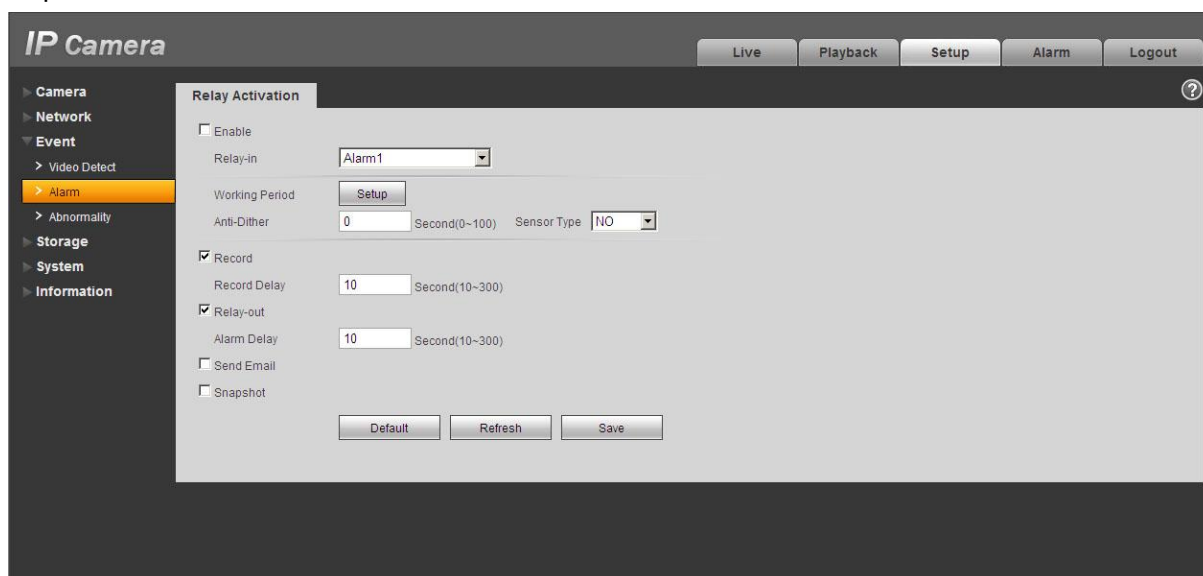 IP Camera
Live
Playback
Setup
Alarm
Logout
Camera
Network
Event
> Video Detect
> Alarm
> Abnormality
Storage
System
Information
Relay Activation
?
Enable
Relay-in Alarm1
Working Period Setup
Anti-Dither 0 Second(0~100) Sensor Type NO
Record
Record Delay 10 Second(10~300)
Relay-out
Alarm Delay 10 Second(10~300)
Send Email
Snapshot
Default Refresh Save